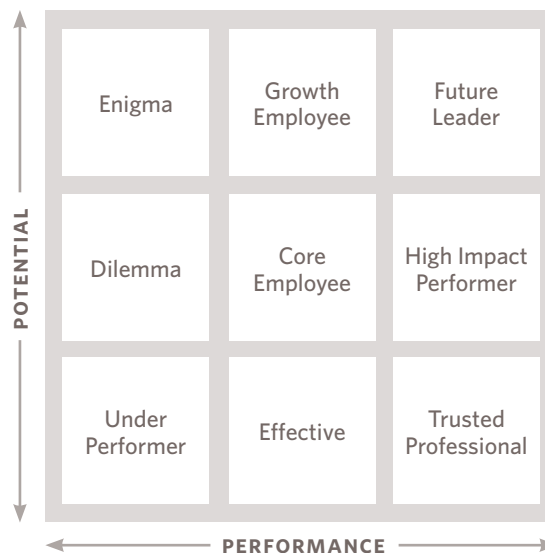 Enigma
Growth
Employee
Future
Leader
POTENTIAL
Dilemma
Core
Employee
High Impact
Performer
Under
Performer
Effective
Trusted
Professional
PERFORMANCE